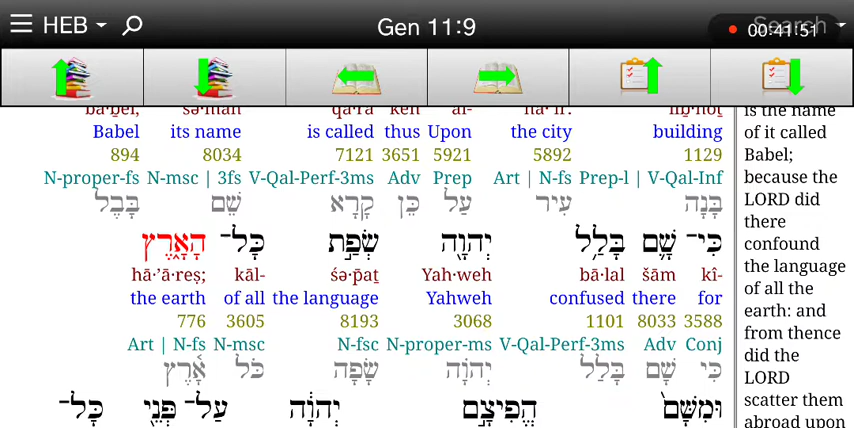 HEB
Gen 11:9
Search
00:41:51
Babel its name is called thus Upon the city building
894 8034 7121 3651 5921 5892 1129
N-proper-fs N-msc | 3fs V-Qal-Perf-3ms Adv Prep Art | N-fs Prep-l | V-Qal-Inf
בָּנָה עִיר עַל כֵּן קָרָא שֵׁם בָּבֶל
כִּי־ שָׁ֛ם בָּלַ֥ל יְהוָ֖ה שְׂפַ֣ת כָּל־ הָאָ֑רֶץ
hā·’ā·reṣ; kāl- śə·p̄aṯ Yah·weh bā·lal šām kî-
the earth of all the language Yahweh confused there for
776 3605 8193 3068 1101 8033 3588
Art | N-fs N-msc N-fsc N-proper-ms V-Qal-Perf-3ms Adv Conj
כִּי שָׁם בָּלַל יְהוָֹה שָׂפָה כֹּל אֶרֶץ
וּמִשָּׁם֙ הֱפִיצָ֣ם יְהוָ֔ה עַל־ פְּנֵ֖י כָּל־
is the name
of it called
Babel;
because the
LORD did
there
confound
the language
of all the
earth: and
from thence
did the
LORD
scatter them
abroad upon